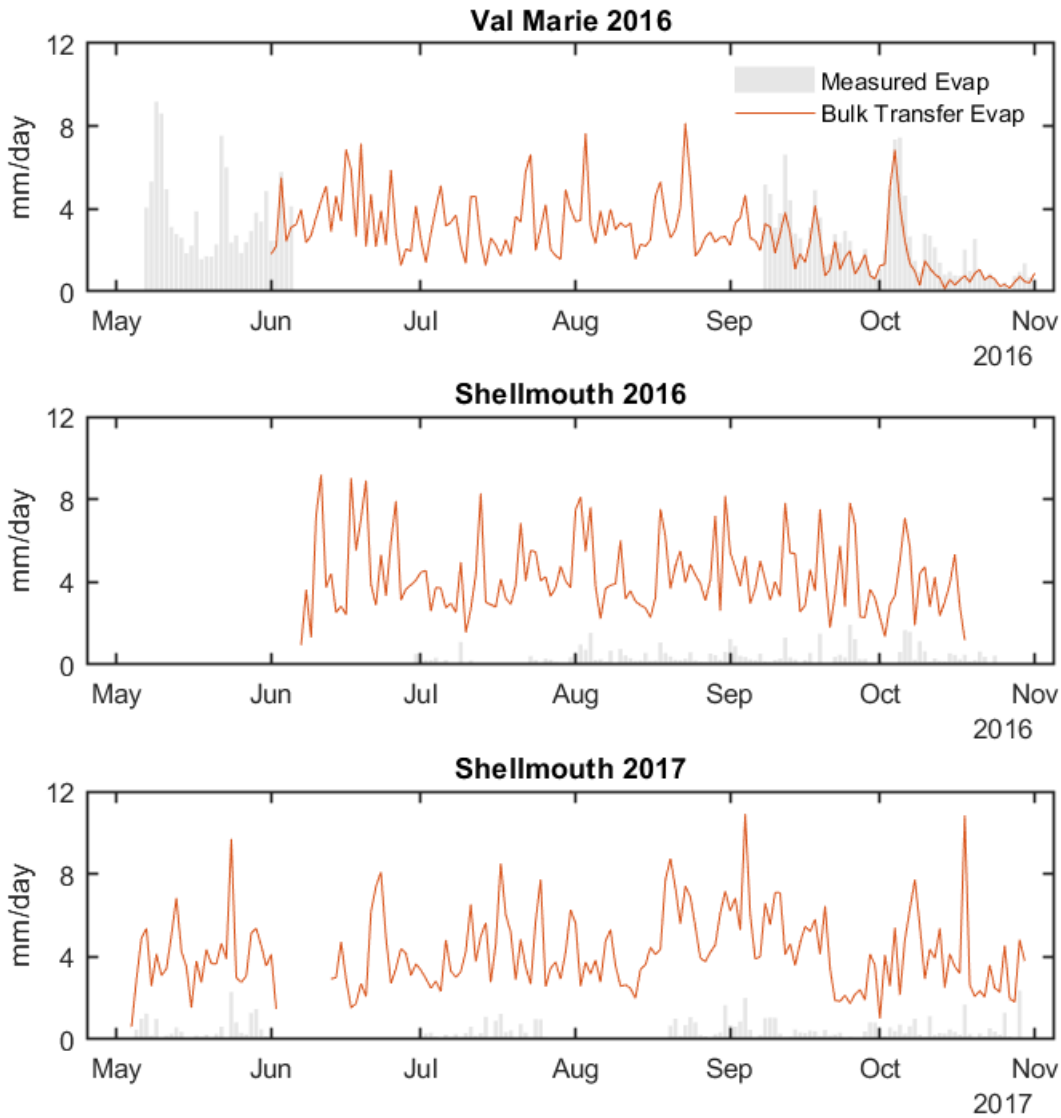 Val Marie 2016
12
8
4
0
mm/day
Measured Evap
Bulk Transfer Evap
May Jun Jul Aug Sep Oct Nov
2016
Shellmouth 2016
12
8
4
0
mm/day
May Jun Jul Aug Sep Oct Nov
2016
Shellmouth 2017
12
8
4
0
mm/day
May Jun Jul Aug Sep Oct Nov
2017